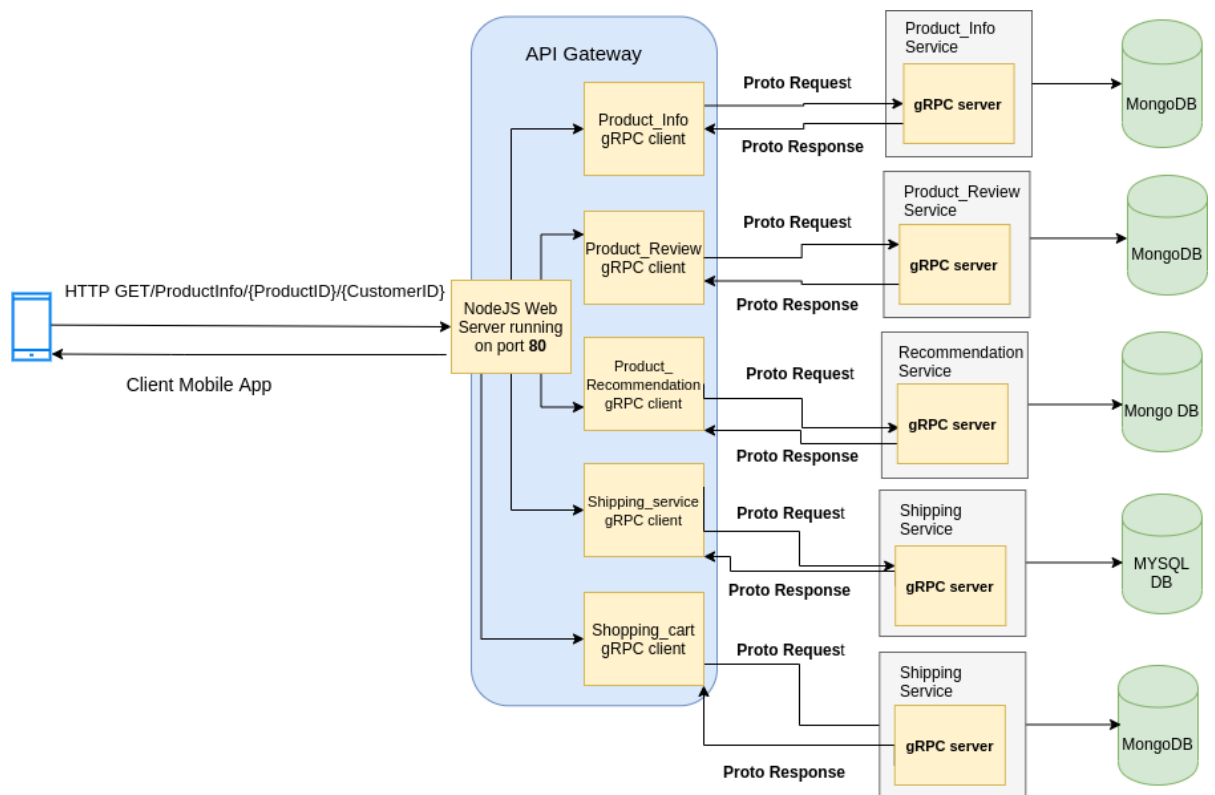 API Gateway
HTTP GET/ProductInfo/{ProductID}/{CustomerID}
Client Mobile App
NodeJS Web
Server running
on port 80
Product_Info
gRPC client
Proto Request
Proto Response
Product_Info
Service
gRPC server
MongoDB
Product_Review
gRPC client
Proto Request
Proto Response
Product_Review
Service
gRPC server
MongoDB
Product_
Recommendation
gRPC client
Proto Request
Proto Response
Recommendation
Service
gRPC server
Mongo DB
Shipping_service
gRPC client
Proto Request
Proto Response
Shipping
Service
gRPC server
MYSQL
DB
Shopping_cart
gRPC client
Proto Request
Proto Response
Shipping
Service
gRPC server
MongoDB